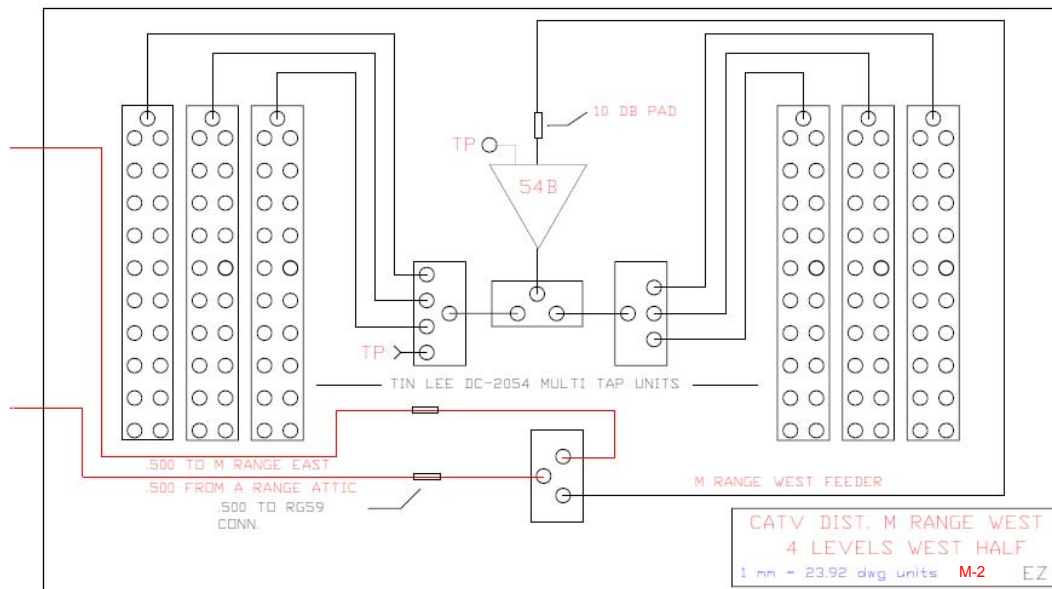 10 DB PAD
TP
54B
TP
TIN LEE DC-2054 MULTI TAP UNITS
.500 TO M RANGE EAST
.500 FROM A RANGE ATTIC
.500 TO RG59
CONN.
M RANGE WEST FEEDER
CATV DIST. M RANGE WEST
4 LEVELS WEST HALF
1 mm = 23.92 dwg units M-2 EZ